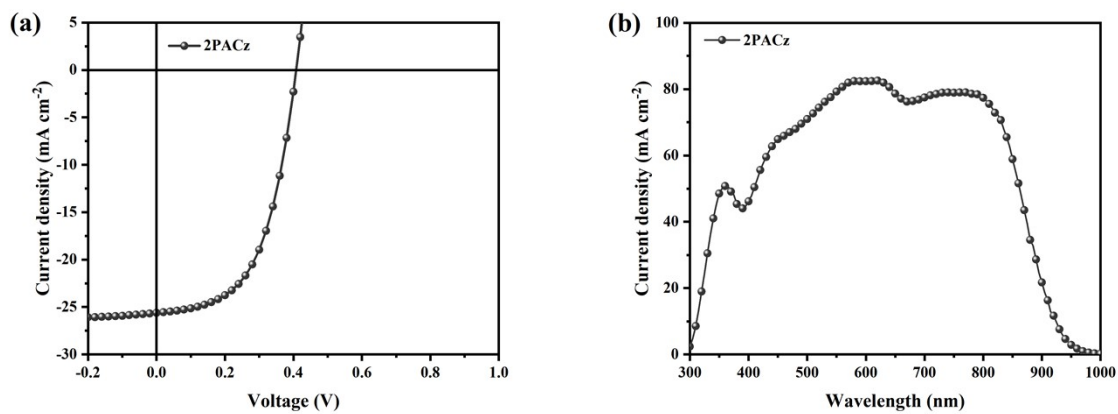 (a)
5
0
-5
-10
-15
-20
-25
-30
Current density (mA cm⁻²)
2PACz
-0.2 0.0 0.2 0.4 0.6 0.8 1.0
Voltage (V)
(b)
100
80
60
40
20
0
Current density (mA cm⁻²)
2PACz
300 400 500 600 700 800 900 1000
Wavelength (nm)